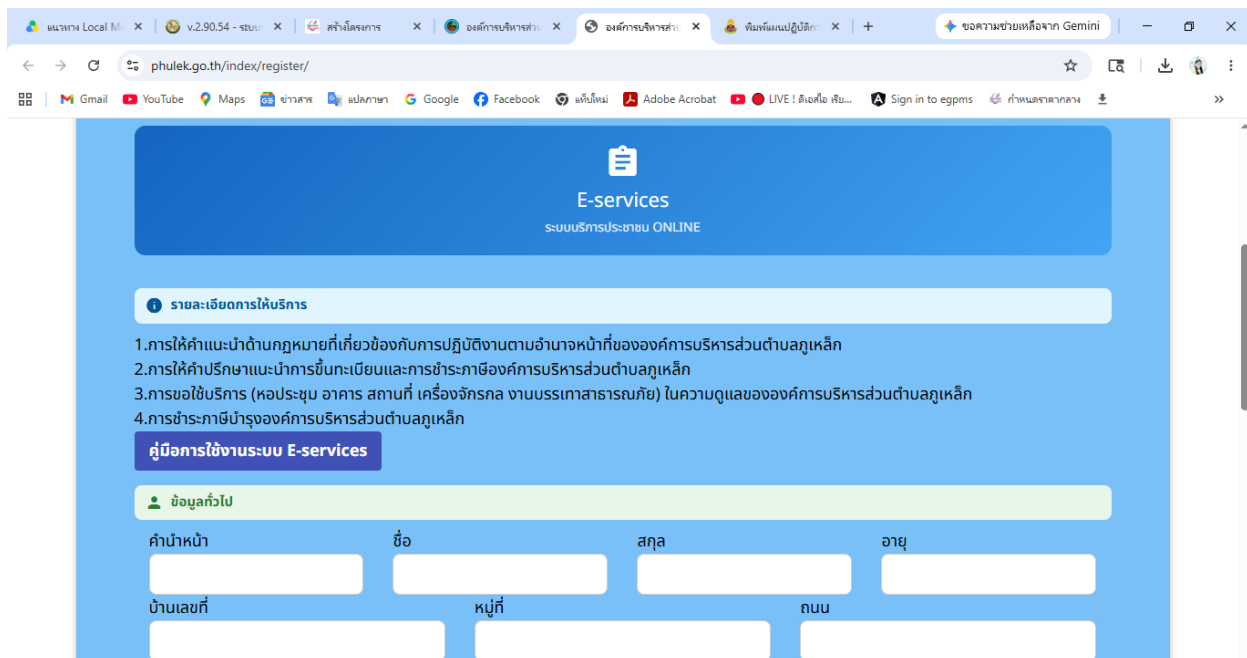 แนวทาง Local M
v.2.90.54 - ระบบ
สร้างโครงการ
องค์การบริหารส่วน
องค์การบริหารส่วน
พิมพ์แผนปฏิบัติกา
ขอความช่วยเหลือจาก Gemini
phulek.go.th/index/register/
Gmail
YouTube
Maps
ข่าวสาร
แปลภาษา
Google
Facebook
แท็บใหม่
Adobe Acrobat
LIVE ! ดีเอสไอ
Sign in to egpms
กำหนดราคากลาง
E-services
ระบบบริการประชาชน ONLINE
รายละเอียดการให้บริการ
1.การให้คำแนะนำด้านกฏหมายที่เกี่ยวข้องกับการปฏิบัติงานตามอำนาจหน้าที่ขององค์การบริหารส่วนตำบลภูเหล็ก
2.การให้คำปรึกษาแนะนำการขึ้นทะเบียนและการชำระภาษีองค์การบริหารส่วนตำบลภูเหล็ก
3.การขอใช้บริการ (หอประชุม อาคาร สถานที่ เครื่องจักรกล งานบรรเทาสาธารณภัย) ในความดูแลขององค์การบริหารส่วนตำบลภูเหล็ก
4.การชำระภาษีบำรุงองค์การบริหารส่วนตำบลภูเหล็ก
คู่มือการใช้งานระบบ E-services
ข้อมูลทั่วไป
คำนำหน้า ชื่อ สกุล อายุ
บ้านเลขที่ หมู่ที่ ถนน